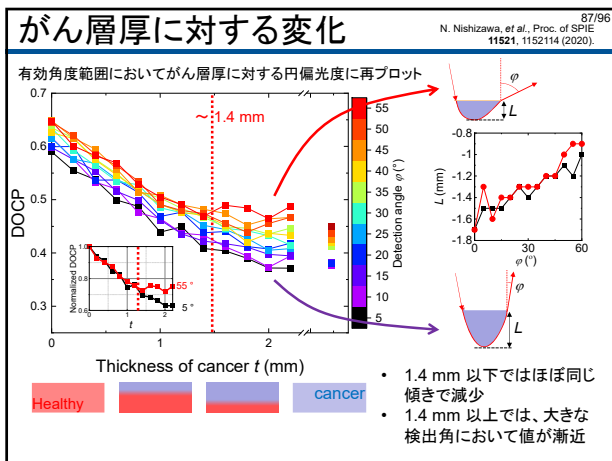 がん層厚に対する変化
87/96
N. Nishizawa, et al., Proc. of SPIE
11521, 1152114 (2020).
有効角度範囲においてがん層厚に対する円偏光度に再プロット
0.7
0.6
0.5
0.4
0.3
DOCP
～1.4 mm
55
50
45
40
35
30
25
20
15
10
5
Detection angle φ (°)
Normalized DOCP
1.0
0.8
0.6
55 °
5 °
0
1
2
t
0
1
2
Thickness of cancer t (mm)
Healthy
cancer
φ
L
-0.8
-1.0
-1.2
-1.4
-1.6
-1.8
L (mm)
0
20
40
60
φ (°)
φ
L
• 1.4 mm 以下ではほぼ同じ
傾きで減少
• 1.4 mm 以上では、大きな
検出角において値が漸近